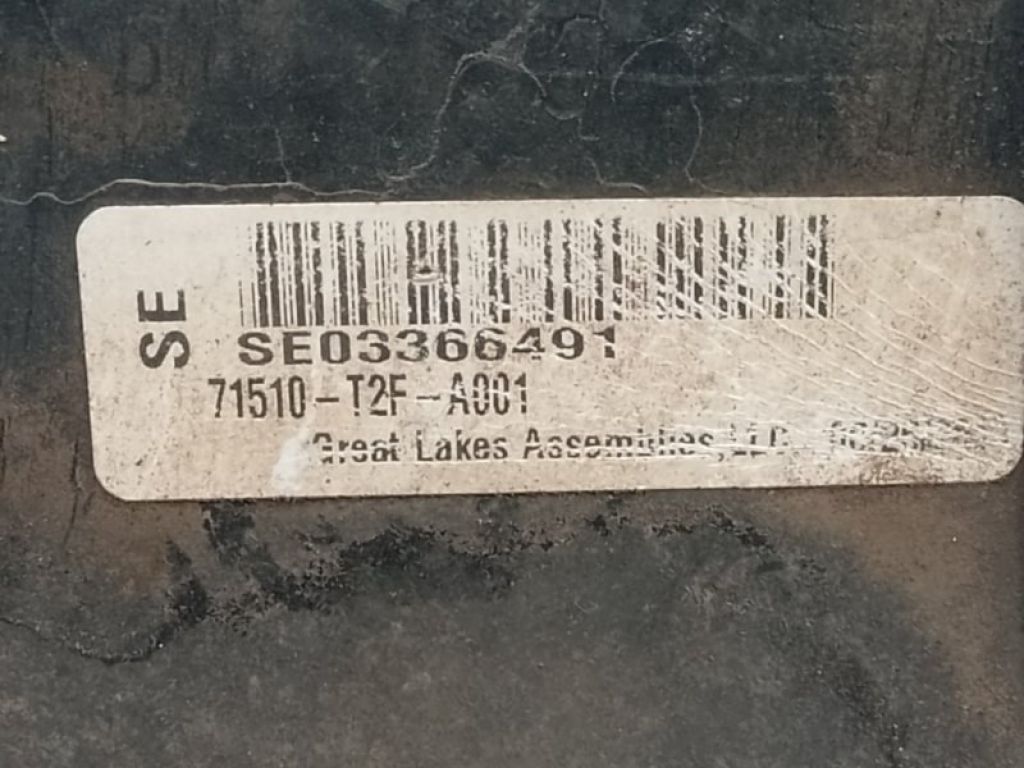 SE
SE03366491
71510-T2F-A001
Great Lakes Assemblies, LLC